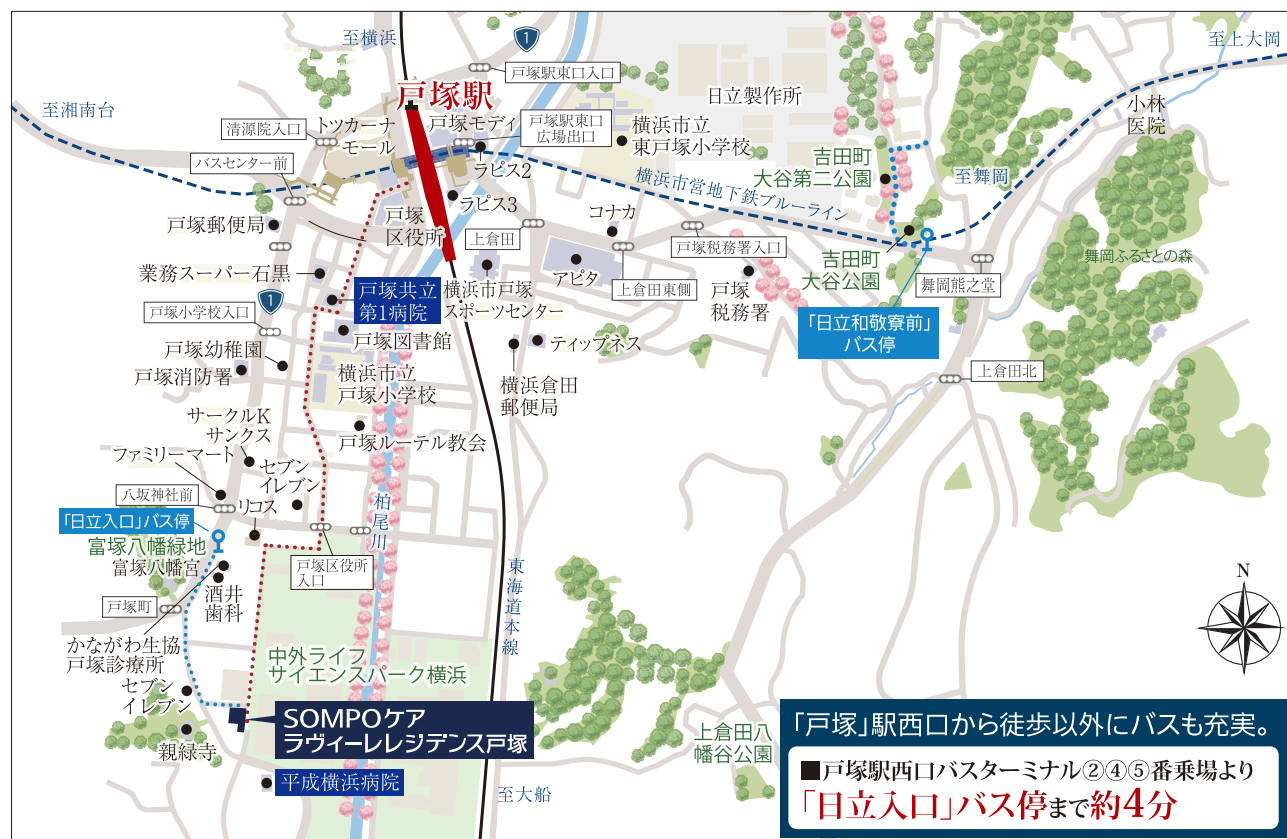 至横浜
1
至上大岡
戸塚駅東口入口
戸塚駅
日立製作所
小林
医院
至湘南台
清源院入口
トツカーナ
モール
戸塚モディ
戸塚駅東口
広場出口
横浜市立
東戸塚小学校
バスセンター前
ラピス2
吉田町
大谷第二公園
至舞岡
横浜市営地下鉄ブルーライン
ラピス3
戸塚郵便局
戸塚
区役所
上倉田
コナカ
戸塚税務署入口
吉田町
大谷公園
舞岡ふるさとの森
業務スーパー石黒
戸塚共立
第1病院
横浜市戸塚
スポーツセンター
アピタ
上倉田東側
戸塚
税務署
舞岡熊之堂
1
戸塚小学校入口
「日立和敬寮前」
バス停
戸塚図書館
ティップネス
戸塚幼稚園
戸塚消防署
横浜市立
戸塚小学校
横浜倉田
郵便局
上倉田北
サークルK
サンクス
戸塚ルーテル教会
ファミリーマート
セブン
イレブン
八坂神社前
リコス
柏尾川
「日立入口」バス停
富塚八幡緑地
富塚八幡宮
戸塚区役所
入口
東海道本線
N
酒井
歯科
戸塚町
かながわ生協
戸塚診療所
中外ライフ
サイエンスパーク横浜
セブン
イレブン
SOMPOケア
ラヴィーレレジデンス戸塚
親緑寺
上倉田八
幡谷公園
平成横浜病院
至大船
「戸塚」駅西口から徒歩以外にバスも充実。
■戸塚駅西口バスターミナル②④⑤番乗場より
「日立入口」バス停まで約4分